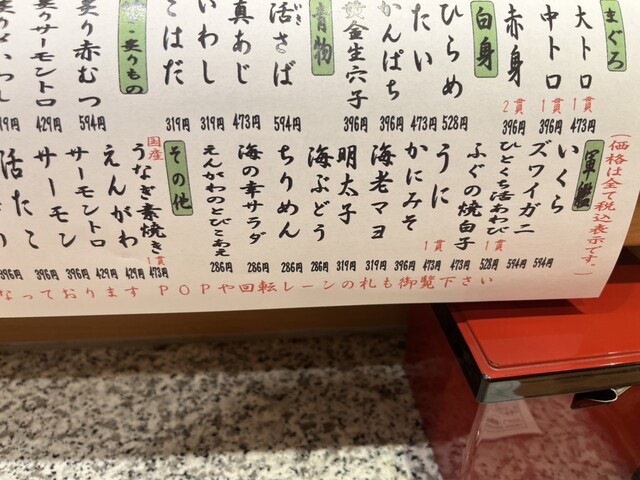 まぐろ
大トロ 1貫 473円
中トロ 1貫 396円
赤身 2貫 396円
白身
ひらめ 528円
たい 473円
かんぱち 396円
黄金生穴子 396円
青物
活さば 594円
真あじ 473円
いわし 319円
こはだ 319円
炙りもの
炙り赤むつ 594円
炙りサーモントロ 429円
(価格は全て税込表示です。)
軍艦
いくら 594円
ズワイガニ 594円
ひとくち活あわび 1貫 528円
ふぐの焼白子 473円
うに 1貫 473円
かにみそ 396円
海老マヨ 319円
明太子 319円
海ぶどう 286円
ちりめん 286円
海の幸サラダ 286円
えんがわのとびこあえ 286円
その他
国産 うなぎ素焼き 1貫 473円
えんがわ 429円
サーモントロ 429円
サーモン 396円
活たこ 396円
なっております POPや回転レーンの札も御覧下さい